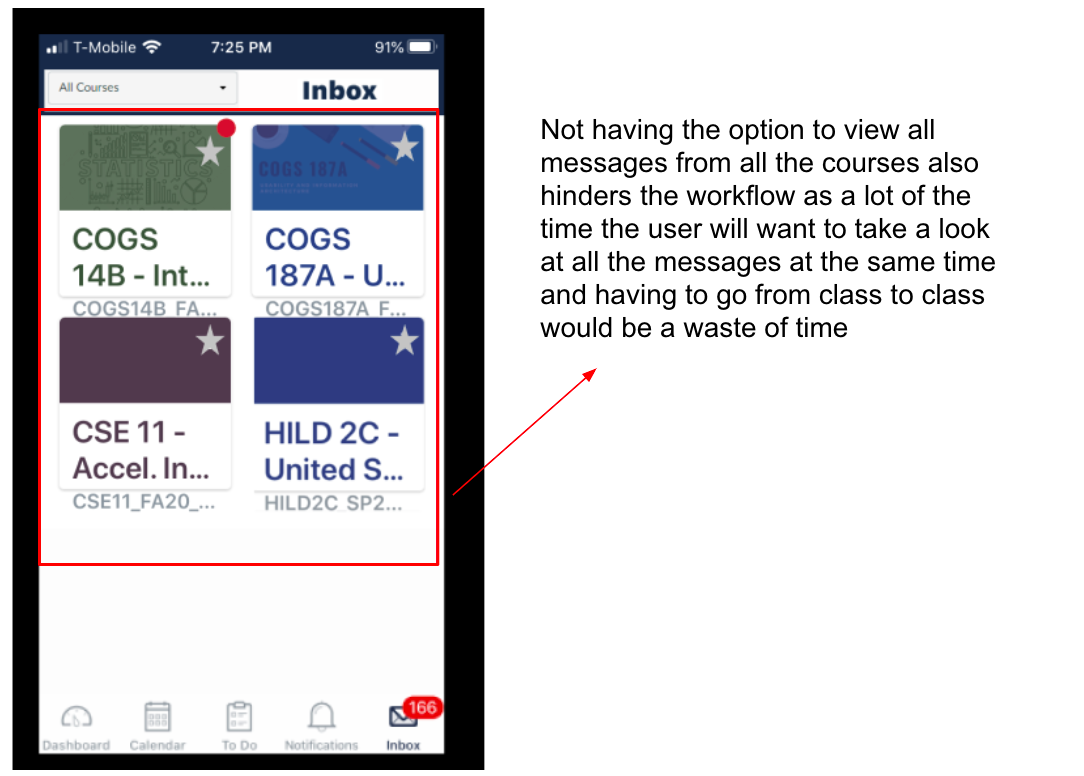 T-Mobile 7:25 PM 91%
All Courses Inbox
STATISTICS
COGS 187A
COGS
14B - Int...
COGS14B_FA...
COGS
187A - U...
COGS187A_F...
CSE 11 -
Accel. In...
CSE11_FA20_...
HILD 2C -
United S...
HILD2C_SP2...
166
Dashboard Calendar To Do Notifications Inbox
Not having the option to view all
messages from all the courses also
hinders the workflow as a lot of the
time the user will want to take a look
at all the messages at the same time
and having to go from class to class
would be a waste of time